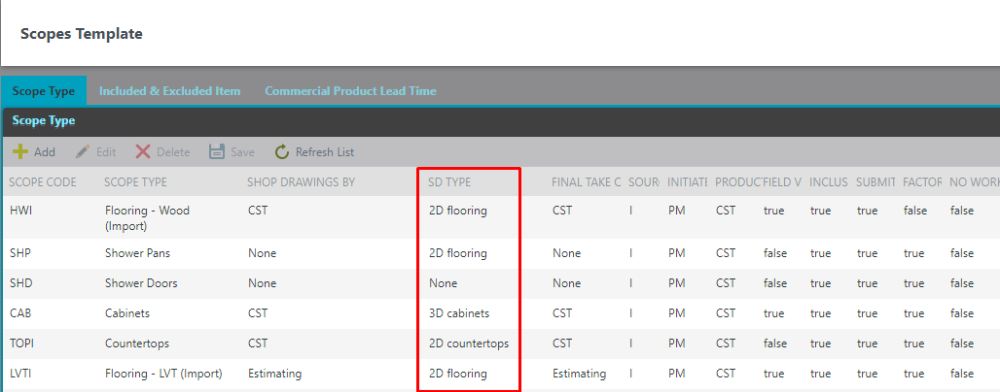 Scopes Template
Scope Type Included & Excluded Item Commercial Product Lead Time
Scope Type
Add Edit Delete Save Refresh List
SCOPE CODE SCOPE TYPE SHOP DRAWINGS BY SD TYPE FINAL TAKE C SOUR INITIATE PRODUCT FIELD V INCLUS SUBMIT FACTOR NO WORK
HWI Flooring - Wood CST 2D flooring CST I PM CST true true true false false
(Import)
SHP Shower Pans None 2D flooring None I PM CST false true true true false
SHD Shower Doors None None None I PM CST false true true true false
CAB Cabinets CST 3D cabinets CST I PM CST true true true true false
TOPI Countertops CST 2D countertops CST I PM CST false true true true false
LVTI Flooring - LVT (Import) Estimating 2D flooring Estimating I PM CST true true true true false